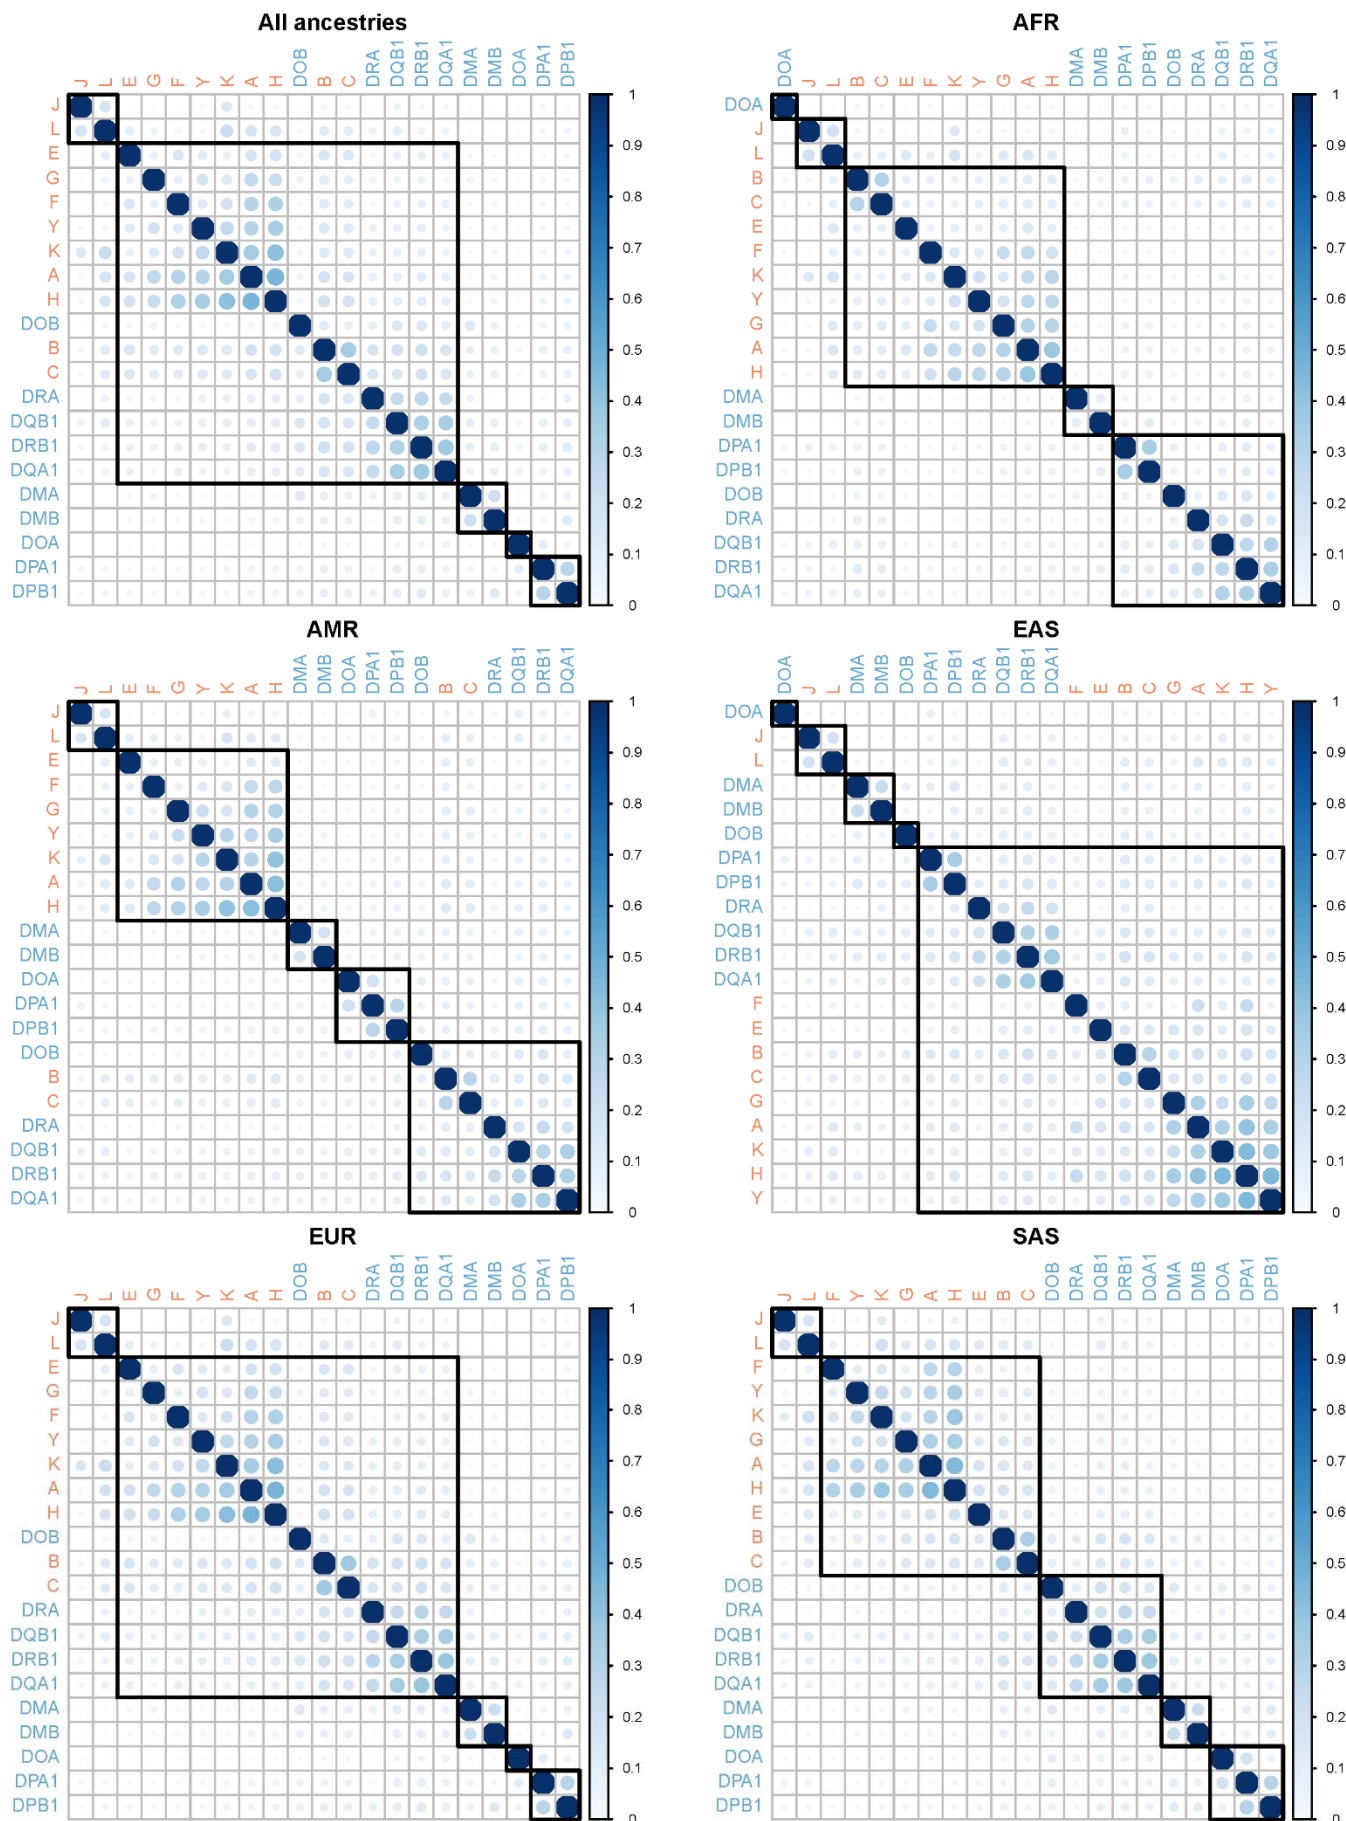 All ancestries
J L E G F Y K A H DOB B C DRA DQB1 DRB1 DQA1 DMA DMB DOA DPA1 DPB1
J
L
E
G
F
Y
K
A
H
DOB
B
C
DRA
DQB1
DRB1
DQA1
DMA
DMB
DOA
DPA1
DPB1
1
0.9
0.8
0.7
0.6
0.5
0.4
0.3
0.2
0.1
0
AFR
DOA J L B C E F K Y G A H DMA DMB DPA1 DPB1 DOB DRA DQB1 DRB1 DQA1
DOA
J
L
B
C
E
F
K
Y
G
A
H
DMA
DMB
DPA1
DPB1
DOB
DRA
DQB1
DRB1
DQA1
1
0.9
0.8
0.7
0.6
0.5
0.4
0.3
0.2
0.1
0
AMR
J L E F G Y K A H DMA DMB DOA DPA1 DPB1 DOB B C DRA DQB1 DRB1 DQA1
J
L
E
F
G
Y
K
A
H
DMA
DMB
DOA
DPA1
DPB1
DOB
B
C
DRA
DQB1
DRB1
DQA1
1
0.9
0.8
0.7
0.6
0.5
0.4
0.3
0.2
0.1
0
EAS
DOA J L DMA DMB DOB DPA1 DPB1 DRA DQB1 DRB1 DQA1 F E B C G A K H Y
DOA
J
L
DMA
DMB
DOB
DPA1
DPB1
DRA
DQB1
DRB1
DQA1
F
E
B
C
G
A
K
H
Y
1
0.9
0.8
0.7
0.6
0.5
0.4
0.3
0.2
0.1
0
EUR
J L E G F Y K A H DOB B C DRA DQB1 DRB1 DQA1 DMA DMB DOA DPA1 DPB1
J
L
E
G
F
Y
K
A
H
DOB
B
C
DRA
DQB1
DRB1
DQA1
DMA
DMB
DOA
DPA1
DPB1
1
0.9
0.8
0.7
0.6
0.5
0.4
0.3
0.2
0.1
0
SAS
J L F Y K G A H E B C DOB DRA DQB1 DRB1 DQA1 DMA DMB DOA DPA1 DPB1
J
L
F
Y
K
G
A
H
E
B
C
DOB
DRA
DQB1
DRB1
DQA1
DMA
DMB
DOA
DPA1
DPB1
1
0.9
0.8
0.7
0.6
0.5
0.4
0.3
0.2
0.1
0